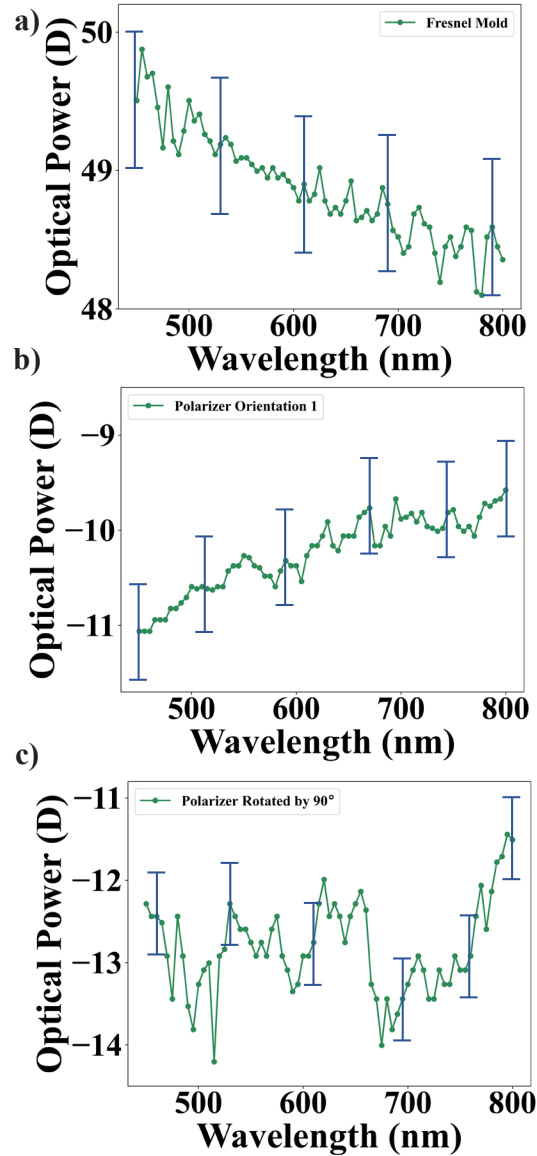 a)
Fresnel Mold
Optical Power (D)
50
49
48
500
600
700
800
Wavelength (nm)
b)
Polarizer Orientation 1
Optical Power (D)
−9
−10
−11
500
600
700
800
Wavelength (nm)
c)
Polarizer Rotated by 90°
Optical Power (D)
−11
−12
−13
−14
500
600
700
800
Wavelength (nm)